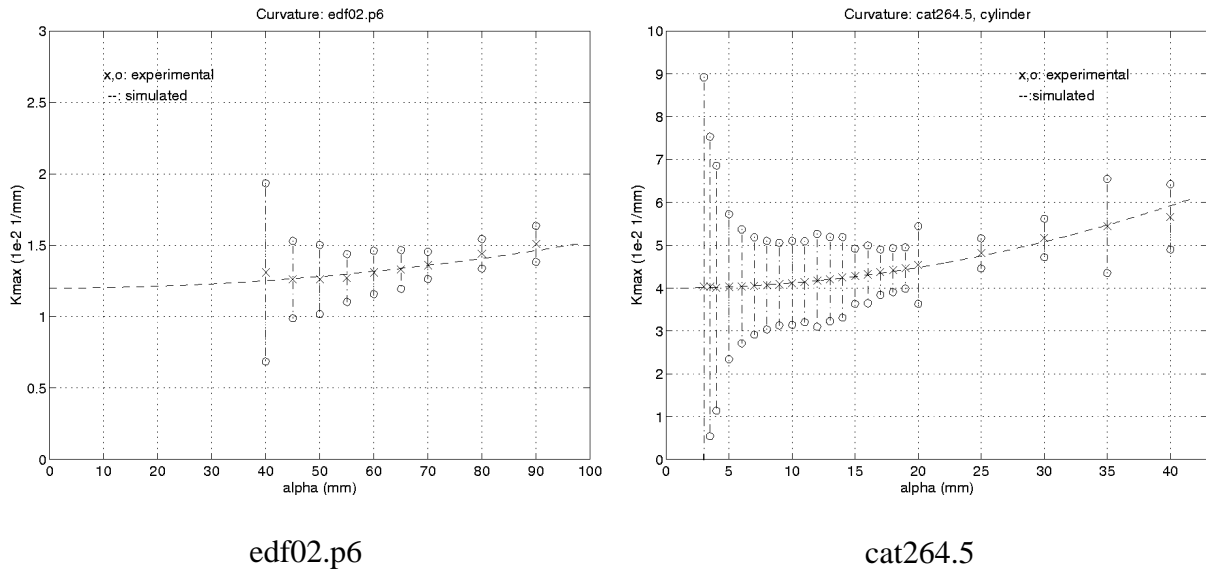 Curvature: edf02.p6
3
2.5
2
1.5
1
0.5
0
x,o: experimental
--: simulated
Kmax (1e-2 1/mm)
0 10 20 30 40 50 60 70 80 90 100
alpha (mm)
edf02.p6
Curvature: cat264.5, cylinder
10
9
8
7
6
5
4
3
2
1
0
x,o: experimental
--:simulated
Kmax (1e-2 1/mm)
0 5 10 15 20 25 30 35 40
alpha (mm)
cat264.5